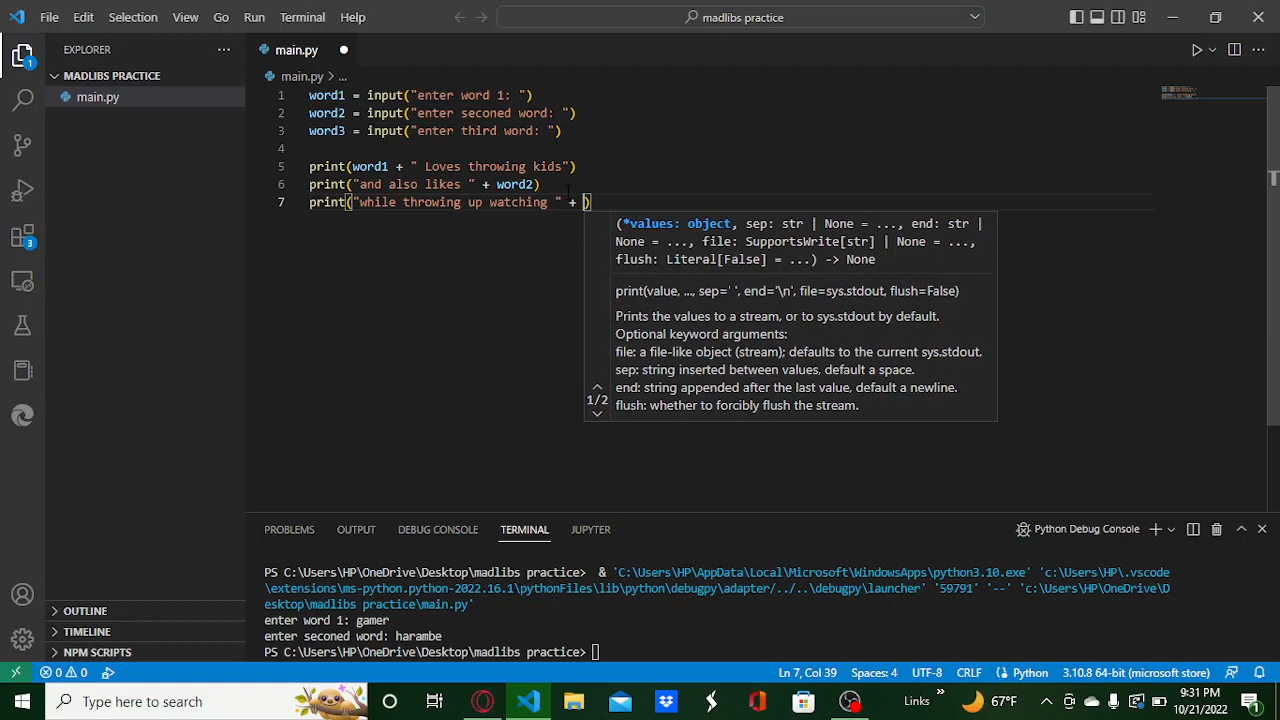 File Edit Selection View Go Run Terminal Help
madlibs practice
EXPLORER
main.py
MADLIBS PRACTICE
main.py > ...
main.py
1 word1 = input("enter word 1: ")
2 word2 = input("enter seconed word: ")
3 word3 = input("enter third word: ")
4
5 print(word1 + " Loves throwing kids")
6 print("and also likes " + word2)
7 print("while throwing up watching " + )
(*values: object, sep: str | None = ..., end: str |
None = ..., file: SupportsWrite[str] | None = ...,
flush: Literal[False] = ...) -> None
print(value, ..., sep=' ', end='\n', file=sys.stdout, flush=False)
Prints the values to a stream, or to sys.stdout by default.
Optional keyword arguments:
file: a file-like object (stream); defaults to the current sys.stdout.
sep: string inserted between values, default a space.
end: string appended after the last value, default a newline.
flush: whether to forcibly flush the stream.
1/2
1
3
PROBLEMS OUTPUT DEBUG CONSOLE TERMINAL JUPYTER
Python Debug Console
PS C:\Users\HP\OneDrive\Desktop\madlibs practice> & 'C:\Users\HP\AppData\Local\Microsoft\WindowsApps\python3.10.exe' 'c:\Users\HP\.vscode
\extensions\ms-python.python-2022.16.1\pythonFiles\lib\python\debugpy\adapter/../..\debugpy\launcher' '59791' '--' 'c:\Users\HP\OneDrive\D
esktop\madlibs practice\main.py'
enter word 1: gamer
enter seconed word: harambe
PS C:\Users\HP\OneDrive\Desktop\madlibs practice>
OUTLINE
TIMELINE
NPM SCRIPTS
0 0
Ln 7, Col 39 Spaces: 4 UTF-8 CRLF Python 3.10.8 64-bit (microsoft store)
Type here to search
Links
67°F
9:31 PM
10/21/2022
1